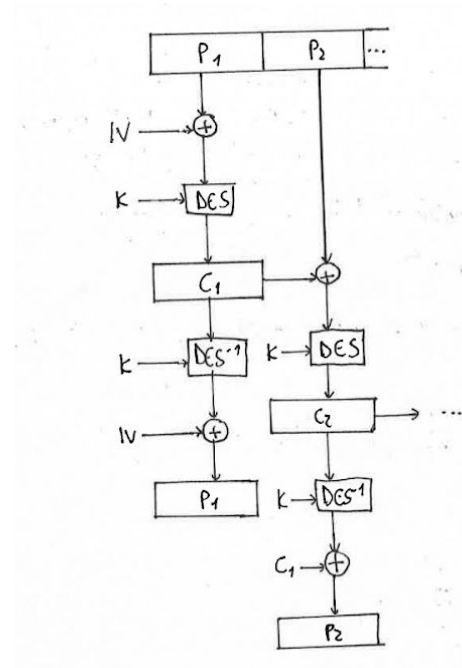 P1 P2 ...
IV
K DES
C1
K DES-1 K DES
C2 ...
IV
P1 K DES-1
C1
P2